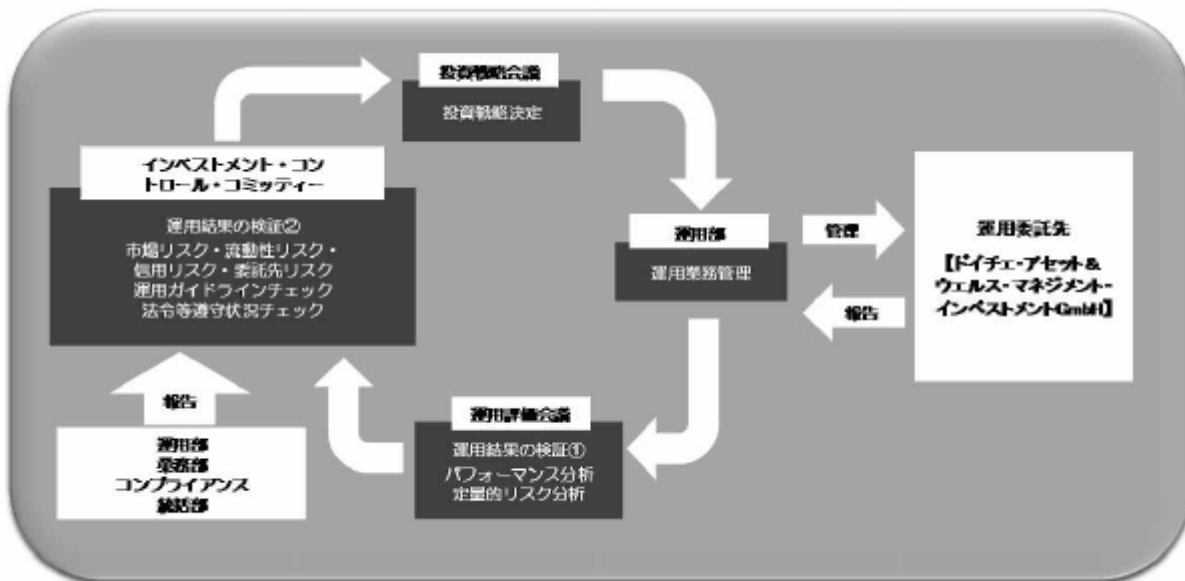 投資戦略会議
投資戦略決定
インベストメント・コン
トロール・コミッティー
運用結果の検証②
市場リスク・流動性リスク・
信用リスク・委託先リスク
運用ガイドラインチェック
法令等遵守状況チェック
運用部
運用業務管理
管理
報告
運用委託先
【ドイチェ・アセット&
ウェルス・マネジメント・
インベストメントGmbH】
運用評価会議
運用結果の検証①
パフォーマンス分析
定量的リスク分析
報告
運用部
業務部
コンプライアンス
統括部